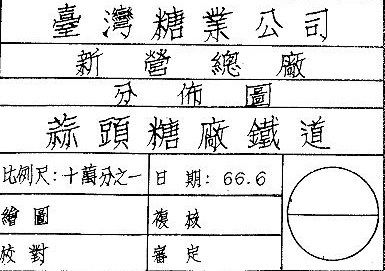 臺灣糖業公司
新營總廠
分佈圖
蒜頭糖廠鐵道
比例尺:十萬分之一 日期:66.6
繪圖 複核
校對 審定